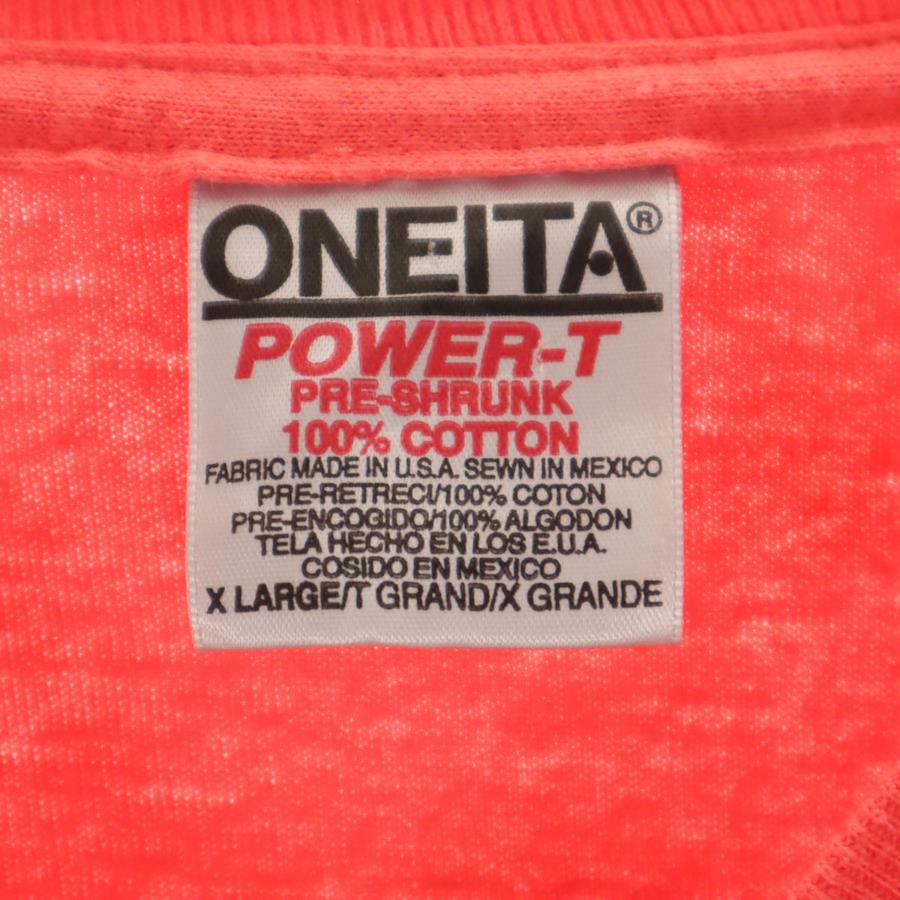 ONEITA®
POWER-T
PRE-SHRUNK
100% COTTON
FABRIC MADE IN U.S.A. SEWN IN MEXICO
PRE-RETRECI/100% COTON
PRE-ENCOGIDO/100% ALGODON
TELA HECHO EN LOS E.U.A.
COSIDO EN MEXICO
X LARGE/T GRAND/X GRANDE